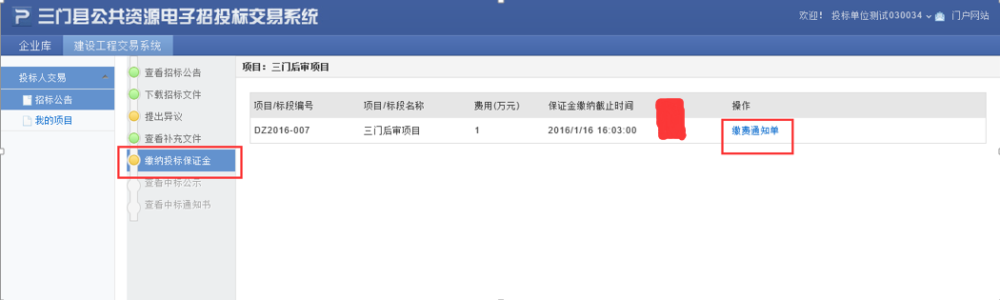 三门县公共资源电子招投标交易系统
欢迎! 投标单位测试030034 门户网站
企业库 建设工程交易系统
投标人交易
招标公告
我的项目
查看招标公告
下载招标文件
提出异议
查看补充文件
缴纳投标保证金
查看中标公示
查看中标通知书
项目: 三门后审项目
项目/标段编号 项目/标段名称 费用(万元) 保证金缴纳截止时间 操作
DZ2016-007 三门后审项目 1 2016/1/16 16:03:00 缴费通知单